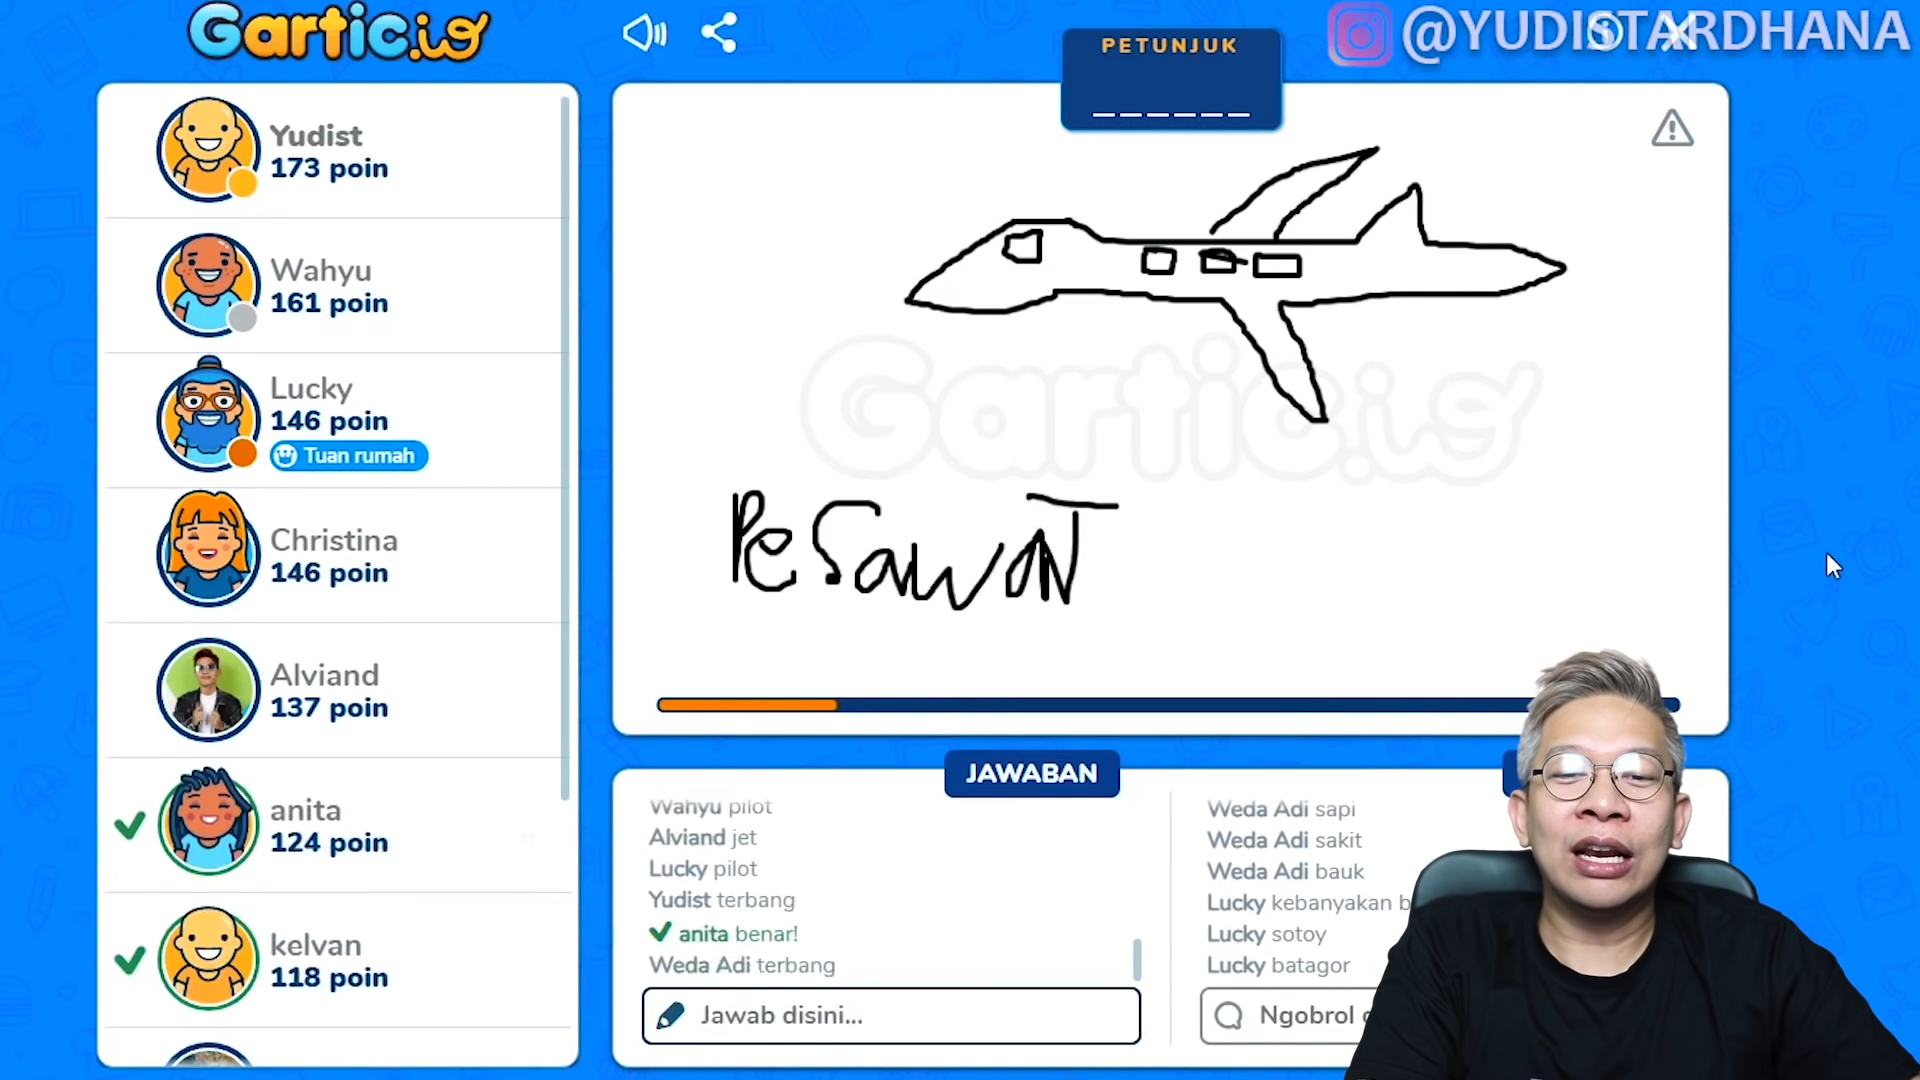 Gartic.io
PETUNJUK
@YUDISTARDHANA
Yudist
173 poin
Wahyu
161 poin
Lucky
146 poin
Tuan rumah
Christina
146 poin
Alviand
137 poin
anita
124 poin
kelvan
118 poin
Gartic.io
PeSawaT
JAWABAN
Wahyu pilot
Alviand jet
Lucky pilot
Yudist terbang
anita benar!
Weda Adi terbang
Jawab disini...
Weda Adi sapi
Weda Adi sakit
Weda Adi bauk
Lucky kebanyakan
Lucky sotoy
Lucky batagor
Ngobrol